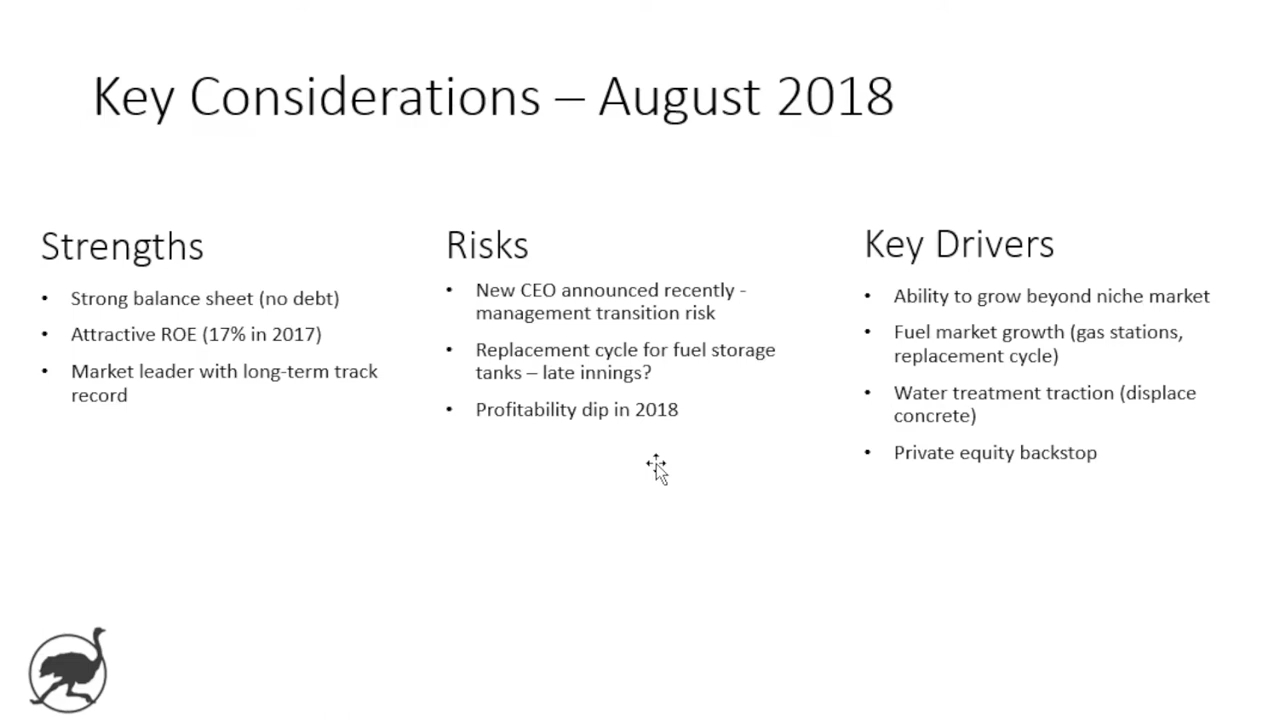 Key Considerations – August 2018
Strengths
• Strong balance sheet (no debt)
• Attractive ROE (17% in 2017)
• Market leader with long-term track
record
Risks
• New CEO announced recently -
management transition risk
• Replacement cycle for fuel storage
tanks – late innings?
• Profitability dip in 2018
Key Drivers
• Ability to grow beyond niche market
• Fuel market growth (gas stations,
replacement cycle)
• Water treatment traction (displace
concrete)
• Private equity backstop